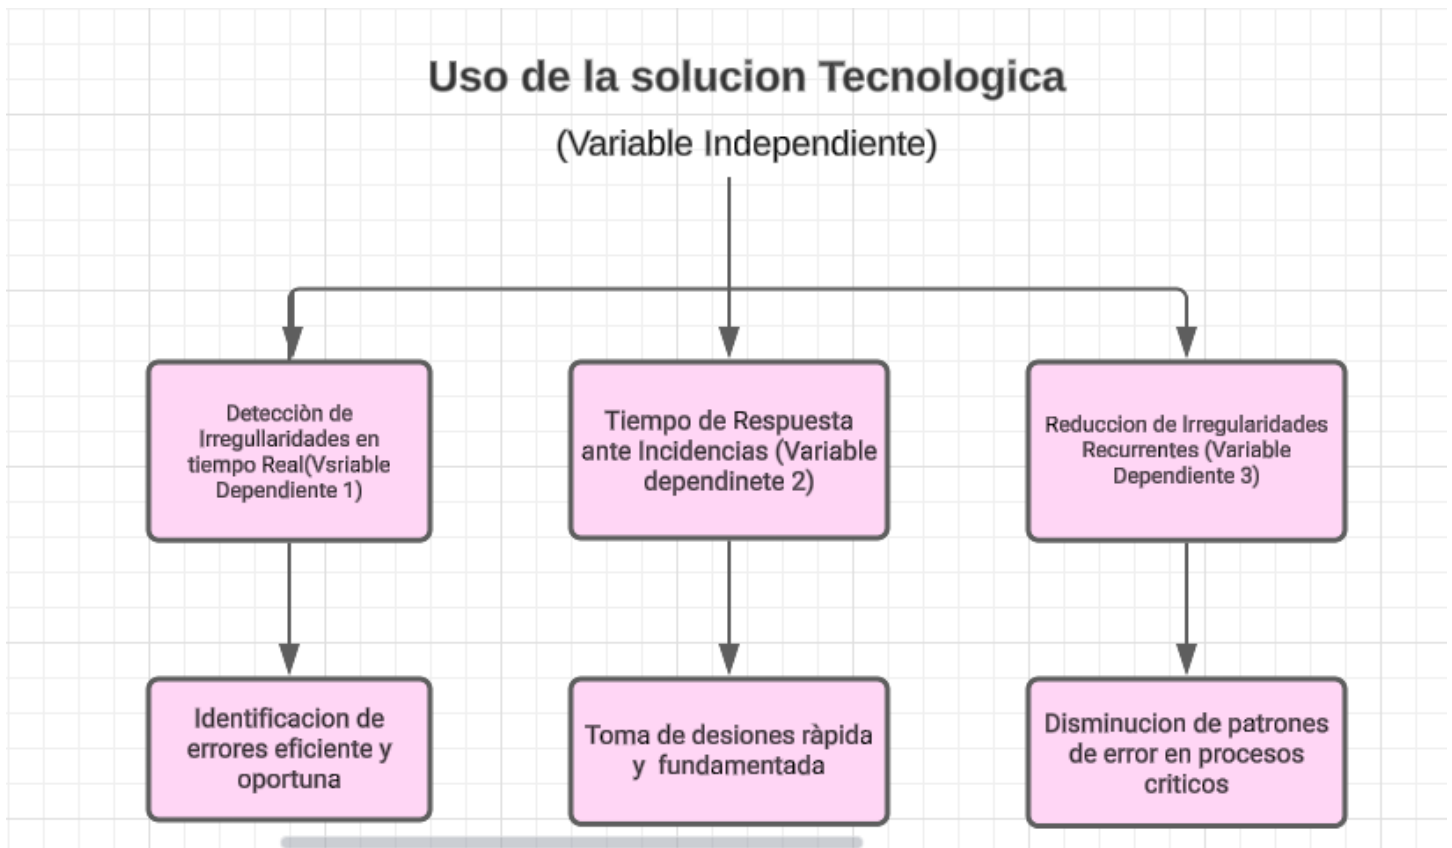 Uso de la solucion Tecnologica
(Variable Independiente)
Detecciòn de
Irregullaridades en
tiempo Real(Vsriable
Dependiente 1)
Tiempo de Respuesta
ante Incidencias (Variable
dependinete 2)
Reduccion de Irregularidades
Recurrentes (Variable
Dependiente 3)
Identificacion de
errores eficiente y
oportuna
Toma de desiones ràpida
y fundamentada
Disminucion de patrones
de error en procesos
criticos